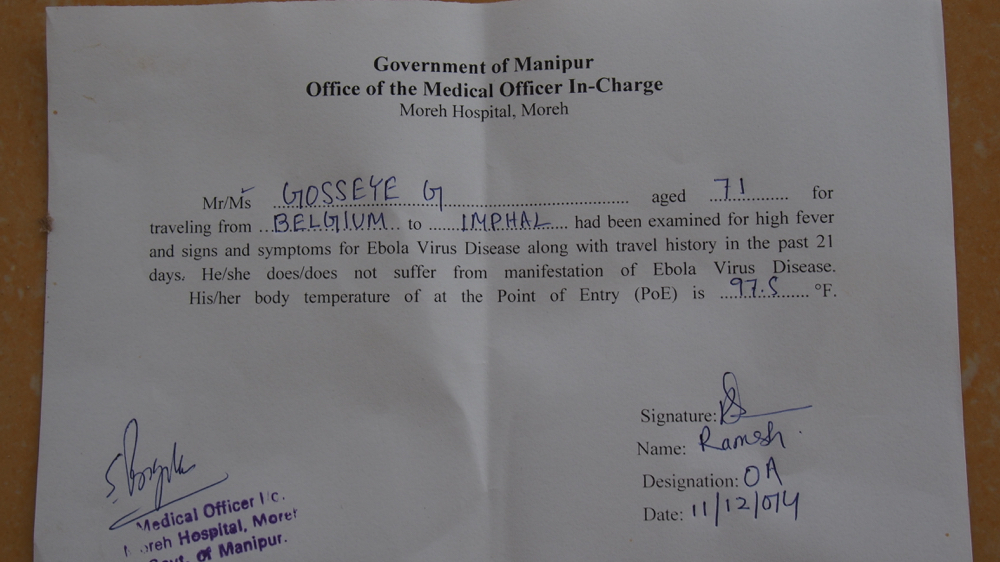 Government of Manipur
Office of the Medical Officer In-Charge
Moreh Hospital, Moreh
Mr/Ms GOSSEYE G aged 71 for
traveling from BELGIUM to IMPHAL had been examined for high fever
and signs and symptoms for Ebola Virus Disease along with travel history in the past 21
days. He/she does/does not suffer from manifestation of Ebola Virus Disease.
His/her body temperature of at the Point of Entry (PoE) is 97.5 °F.
Signature:
Name: Ramesh.
Designation: OA
Date: 11/12/014
Medical Officer I/c.
Moreh Hospital, Moreh
Govt. of Manipur.